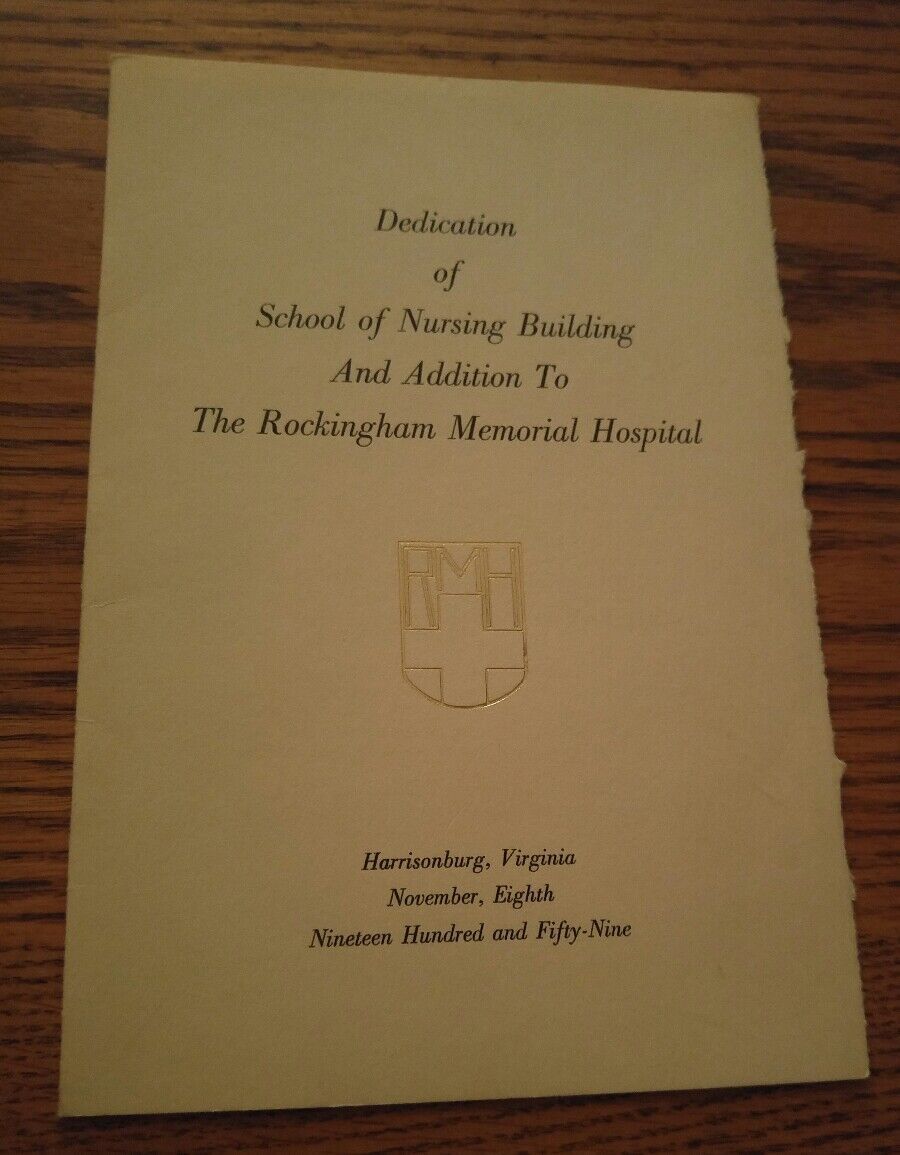 Dedication
of
School of Nursing Building
And Addition To
The Rockingham Memorial Hospital
RMH
Harrisonburg, Virginia
November, Eighth
Nineteen Hundred and Fifty-Nine